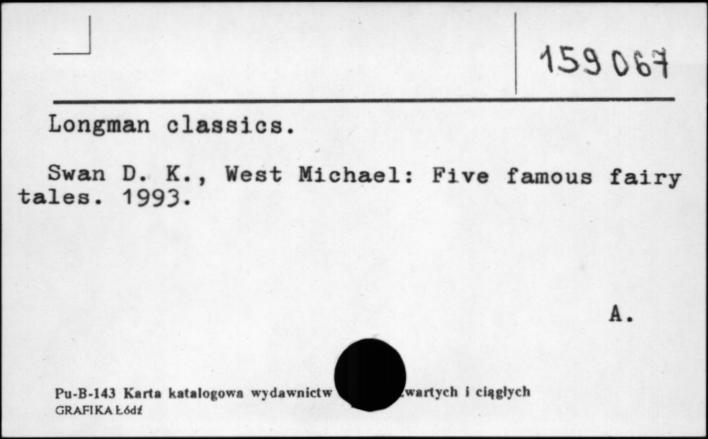 159067
Longman classics.
Swan D. K., West Michael: Five famous fairy
tales. 1993.
A.
Pu-B-143 Karta katalogowa wydawnictw wartych i ciągłych
GRAFIKA Łódź